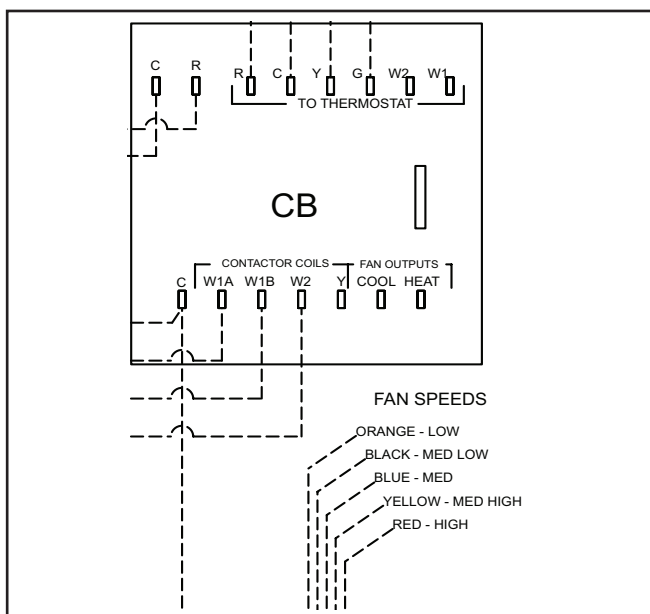 C R
R C Y G W2 W1
TO THERMOSTAT
CB
CONTACTOR COILS FAN OUTPUTS
C W1A W1B W2 Y COOL HEAT
FAN SPEEDS
ORANGE - LOW
BLACK - MED LOW
BLUE - MED
YELLOW - MED HIGH
RED - HIGH